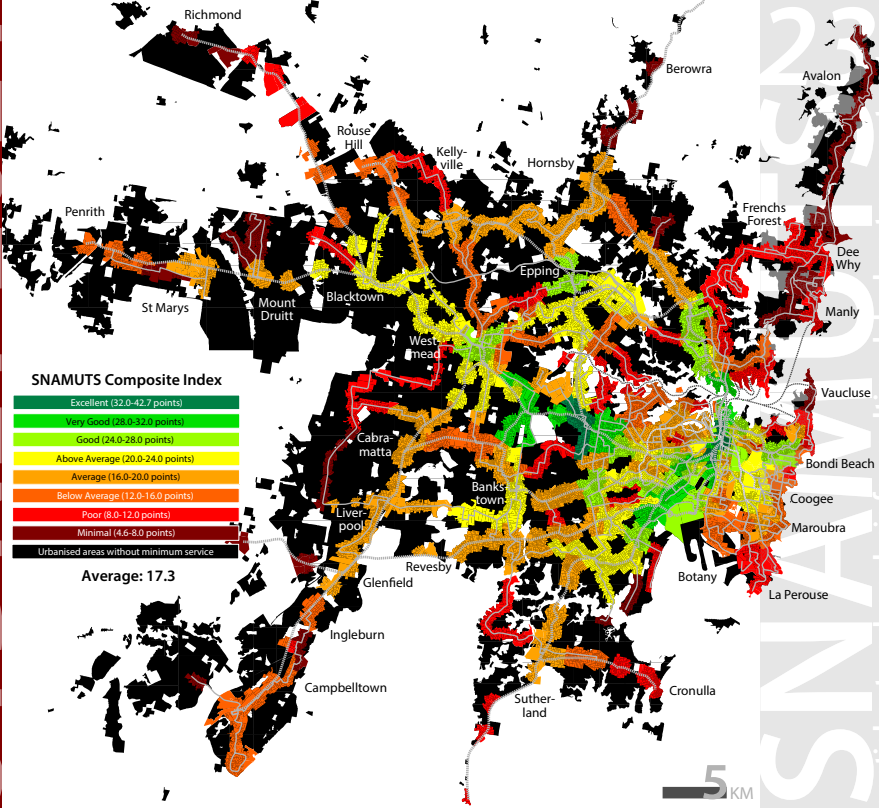 SNAMUTS 23
Richmond
Berowra
Avalon
Rouse
Hill
Kelly-
ville
Hornsby
Penrith
Frenchs
Forest
Dee
Why
Epping
St Marys
Mount
Druitt
Blacktown
Manly
West-
mead
SNAMUTS Composite Index
Excellent (32.0-42.7 points)
Very Good (28.0-32.0 points)
Good (24.0-28.0 points)
Above Average (20.0-24.0 points)
Average (16.0-20.0 points)
Below Average (12.0-16.0 points)
Poor (8.0-12.0 points)
Minimal (4.6-8.0 points)
Urbanised areas without minimum service
Average: 17.3
Vaucluse
Cabra-
matta
Bondi Beach
Banks-
town
Coogee
Liver-
pool
Maroubra
Revesby
Glenfield
Botany
La Perouse
Ingleburn
Campbelltown
Suther-
land
Cronulla
5 KM